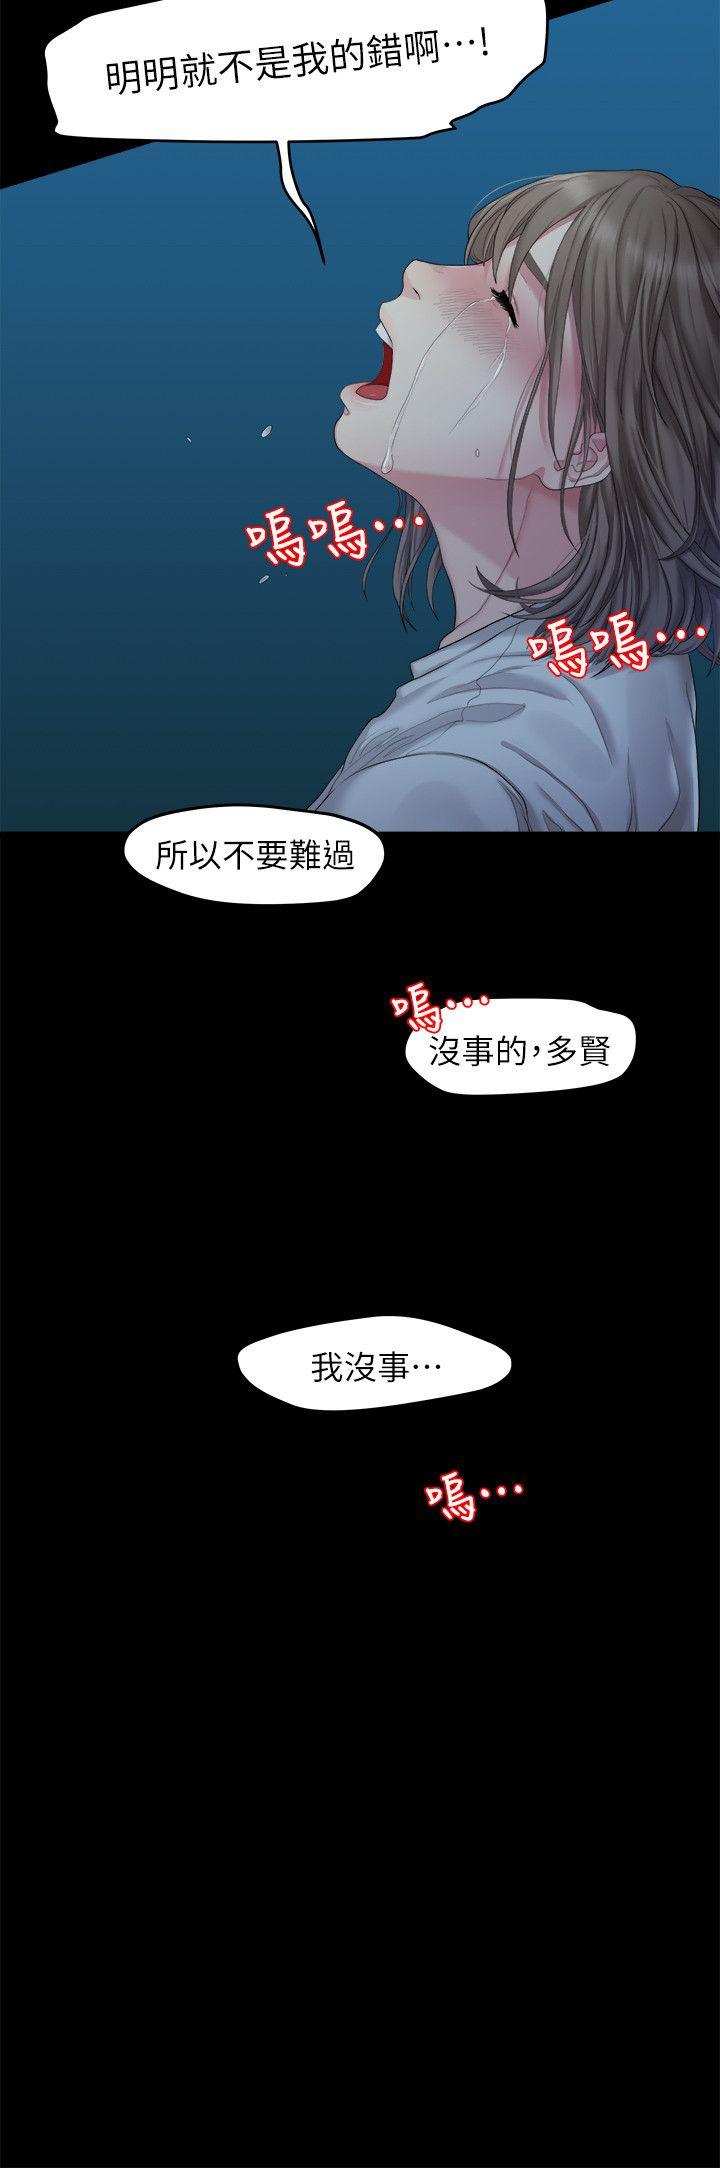 明明就不是我的錯啊…!
嗚嗚…
嗚嗚…
所以不要難過
嗚…
沒事的,多賢
我沒事…
嗚…